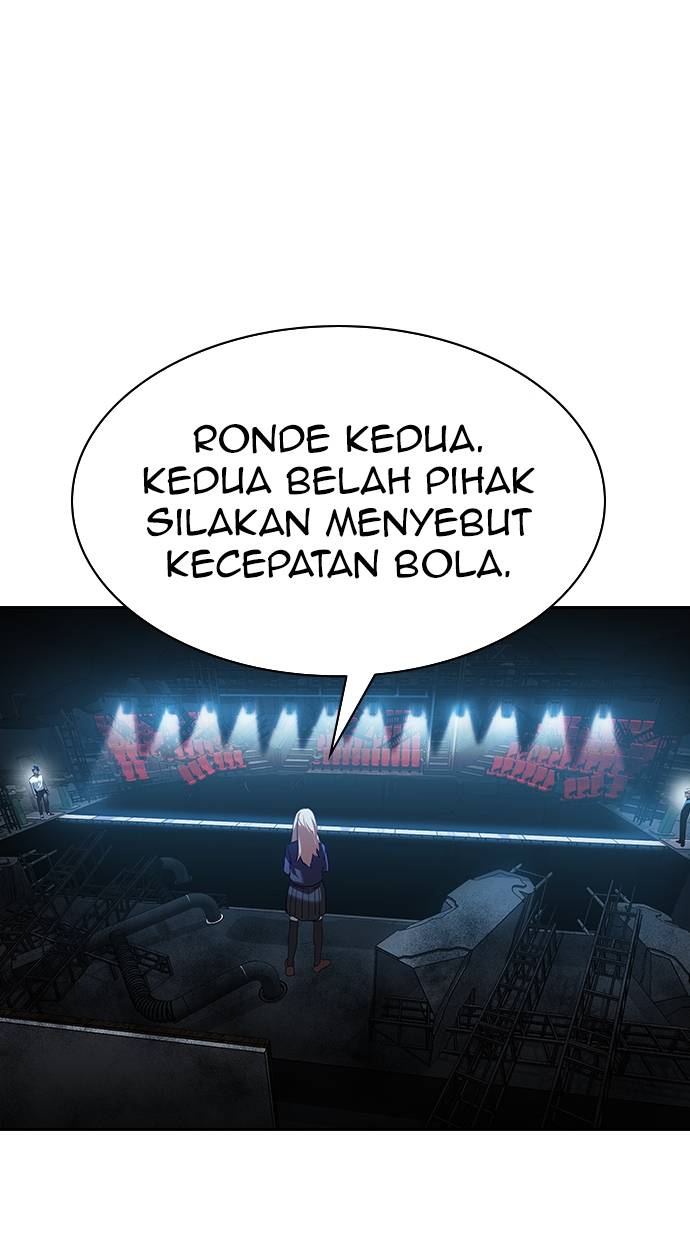 RONDE KEDUA.
KEDUA BELAH PIHAK
SILAKAN MENYEBUT
KECEPATAN BOLA.